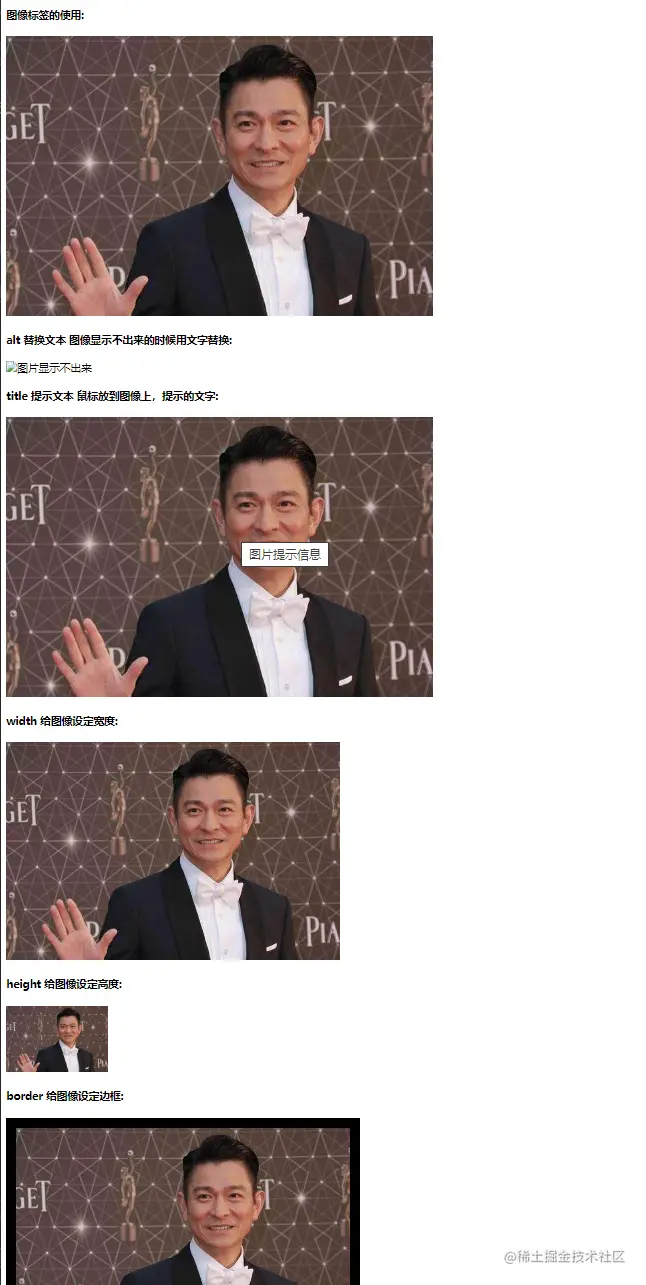 图像标签的使用:
GET
PIA
alt 替换文本 图像显示不出来的时候用文字替换:
图片显示不出来
title 提示文本 鼠标放到图像上，提示的文字:
GET
图片提示信息
PIA
width 给图像设定宽度:
GET
PIA
height 给图像设定高度:
border 给图像设定边框:
GET
@稀土掘金技术社区